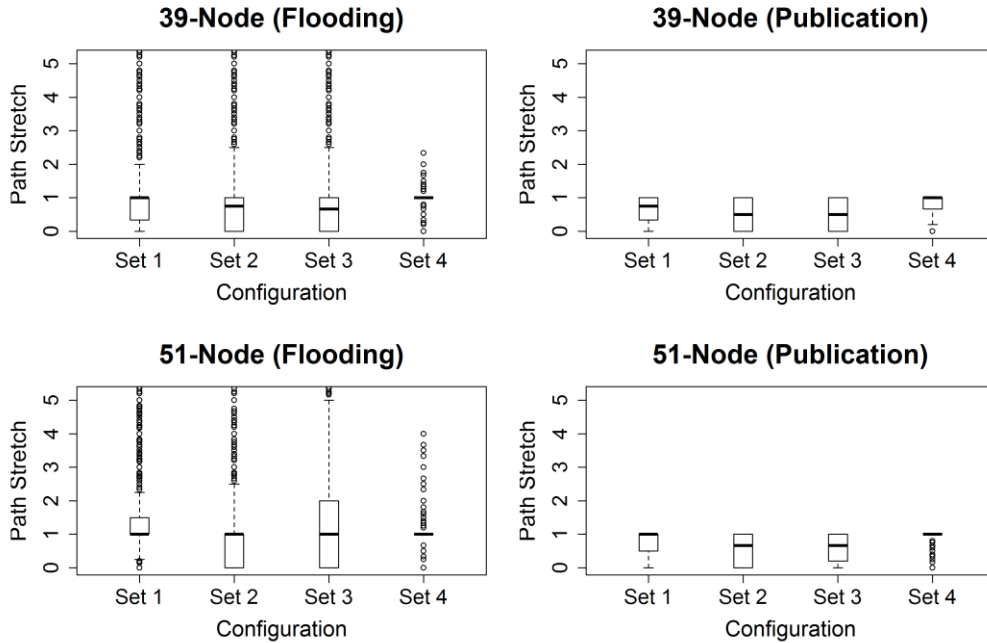 39-Node (Flooding)
Path Stretch
0 1 2 3 4 5
Set 1 Set 2 Set 3 Set 4
Configuration
39-Node (Publication)
Path Stretch
0 1 2 3 4 5
Set 1 Set 2 Set 3 Set 4
Configuration
51-Node (Flooding)
Path Stretch
0 1 2 3 4 5
Set 1 Set 2 Set 3 Set 4
Configuration
51-Node (Publication)
Path Stretch
0 1 2 3 4 5
Set 1 Set 2 Set 3 Set 4
Configuration